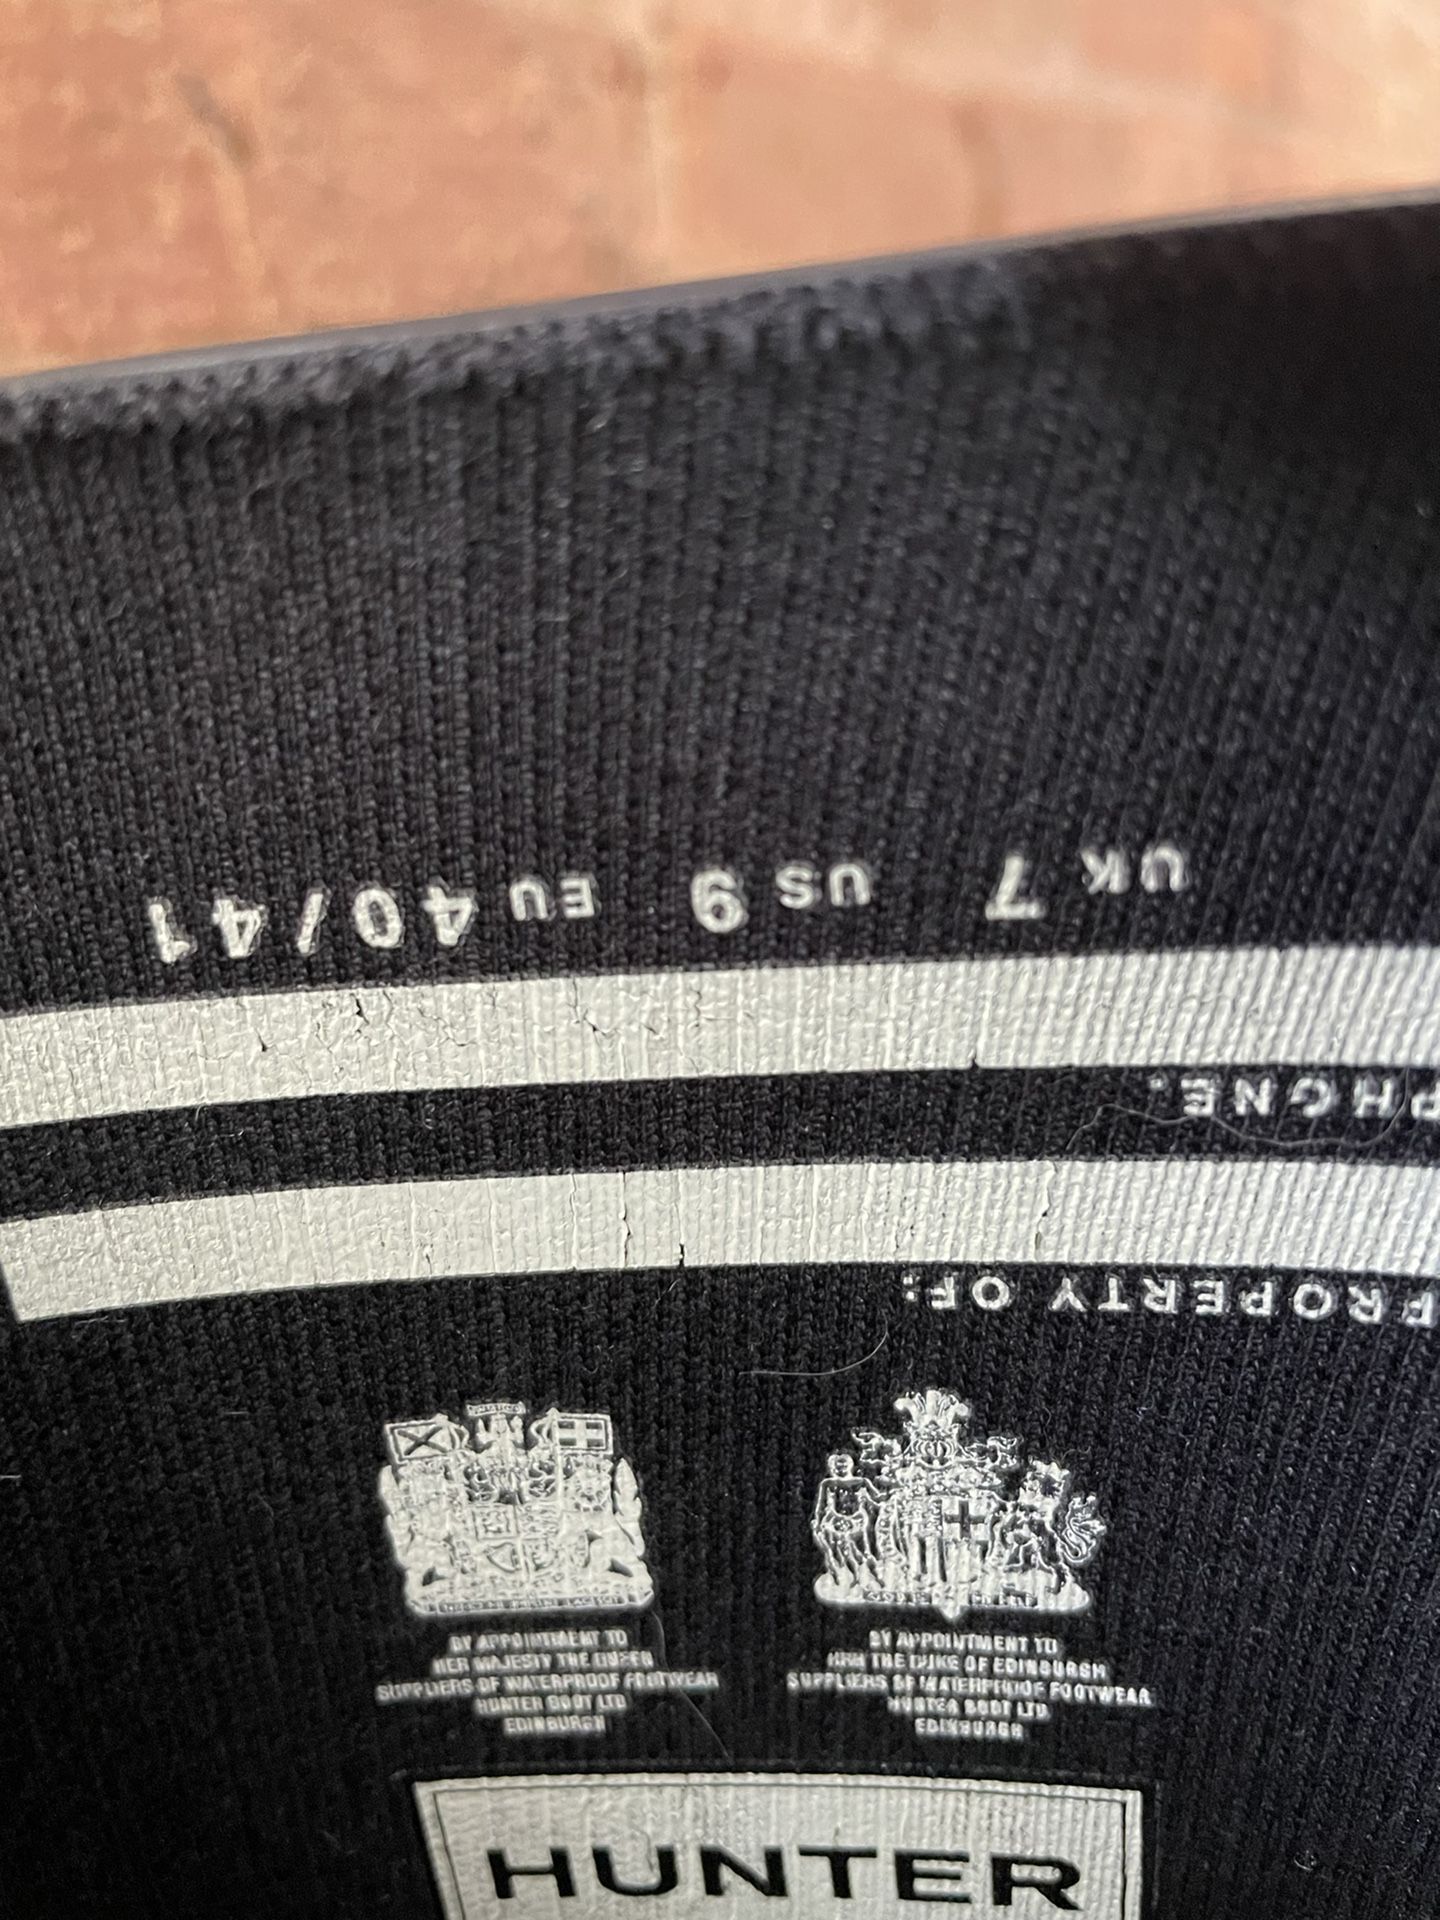 UK 7 US 9 EU 40/41
PHONE.
PROPERTY OF:
BY APPOINTMENT TO
HER MAJESTY THE QUEEN
SUPPLIERS OF WATERPROOF FOOTWEAR
HUNTER BOOT LTD
EDINBURGH
BY APPOINTMENT TO
HRH THE DUKE OF EDINBURGH
SUPPLIERS OF WATERPROOF FOOTWEAR
HUNTER BOOT LTD
EDINBURGH
HUNTER